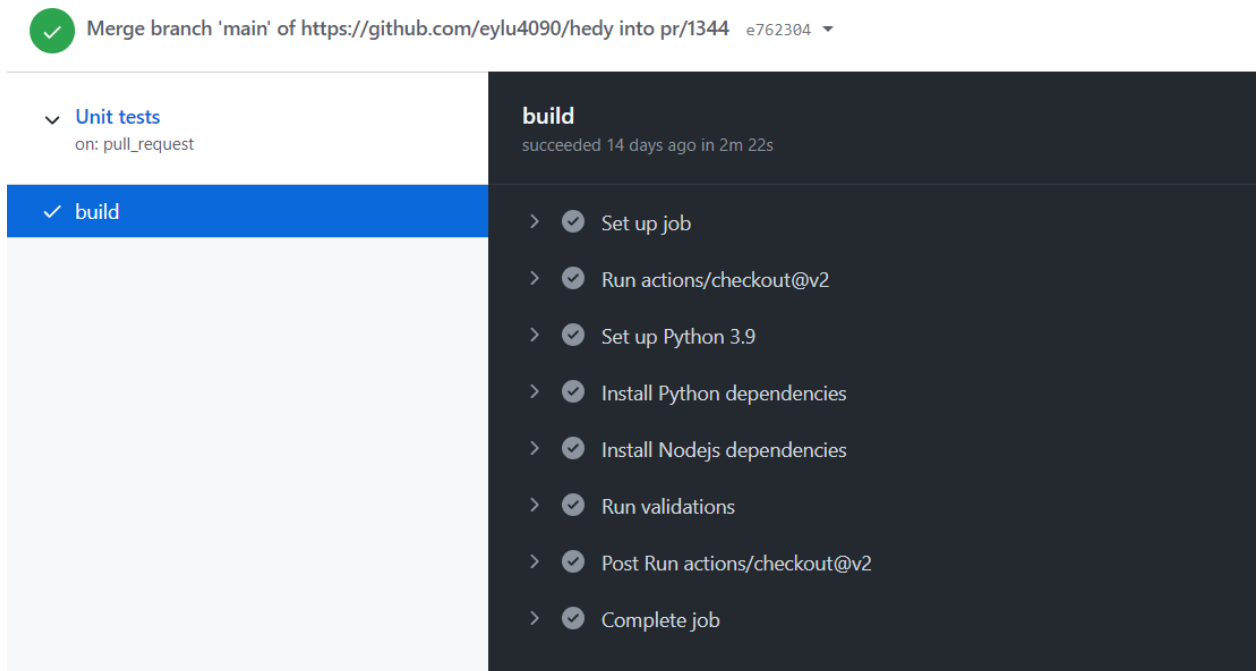 Merge branch 'main' of https://github.com/eylu4090/hedy into pr/1344 e762304
Unit tests
on: pull_request
build
build
succeeded 14 days ago in 2m 22s
Set up job
Run actions/checkout@v2
Set up Python 3.9
Install Python dependencies
Install Nodejs dependencies
Run validations
Post Run actions/checkout@v2
Complete job